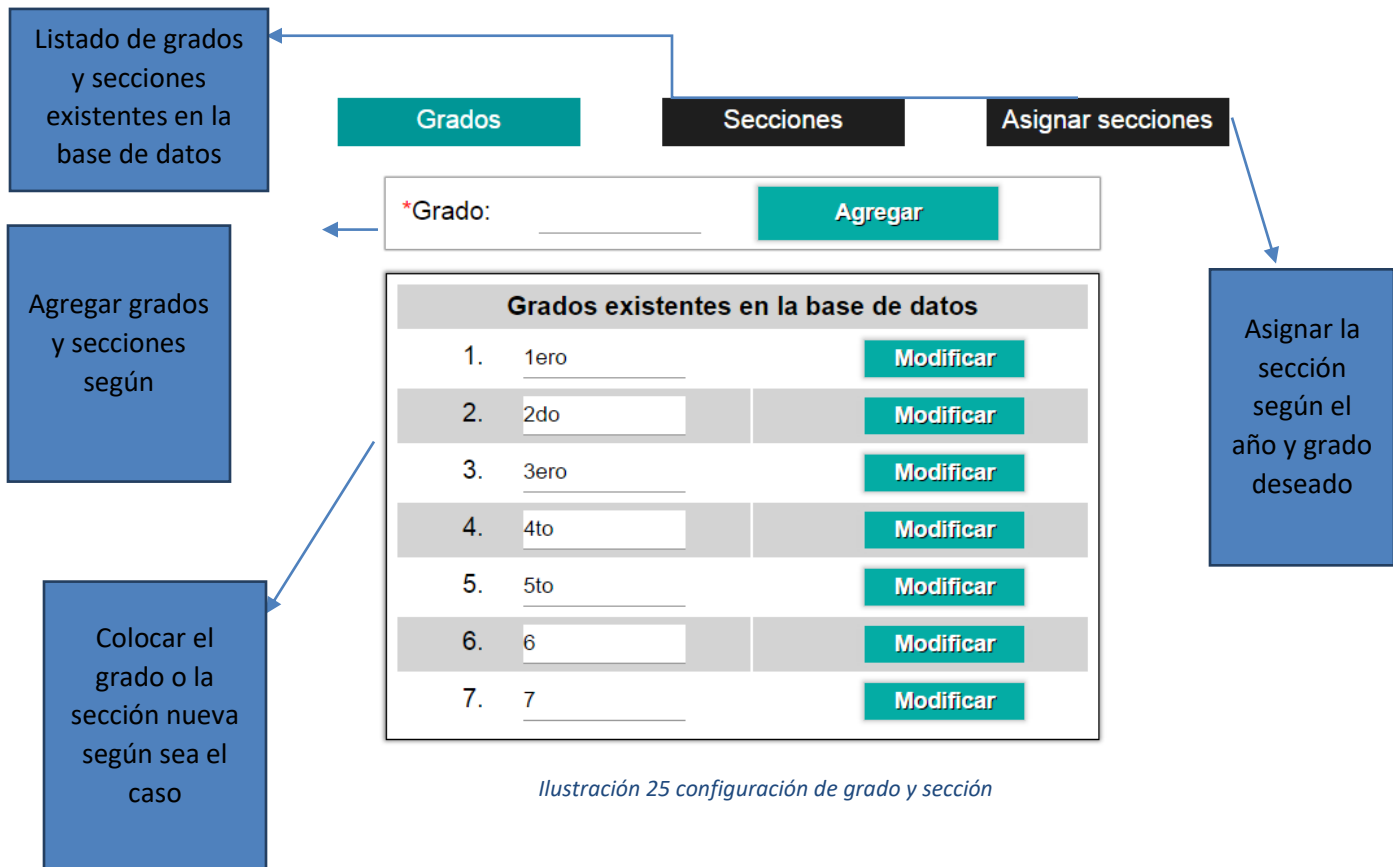 Listado de grados
y secciones
existentes en la
base de datos
Grados
Secciones
Asignar secciones
*Grado:
Agregar
Agregar grados
y secciones
según
Grados existentes en la base de datos
1. 1ero Modificar
2. 2do Modificar
3. 3ero Modificar
4. 4to Modificar
5. 5to Modificar
6. 6 Modificar
7. 7 Modificar
Asignar la
sección
según el
año y grado
deseado
Colocar el
grado o la
sección nueva
según sea el
caso
Ilustración 25 configuración de grado y sección